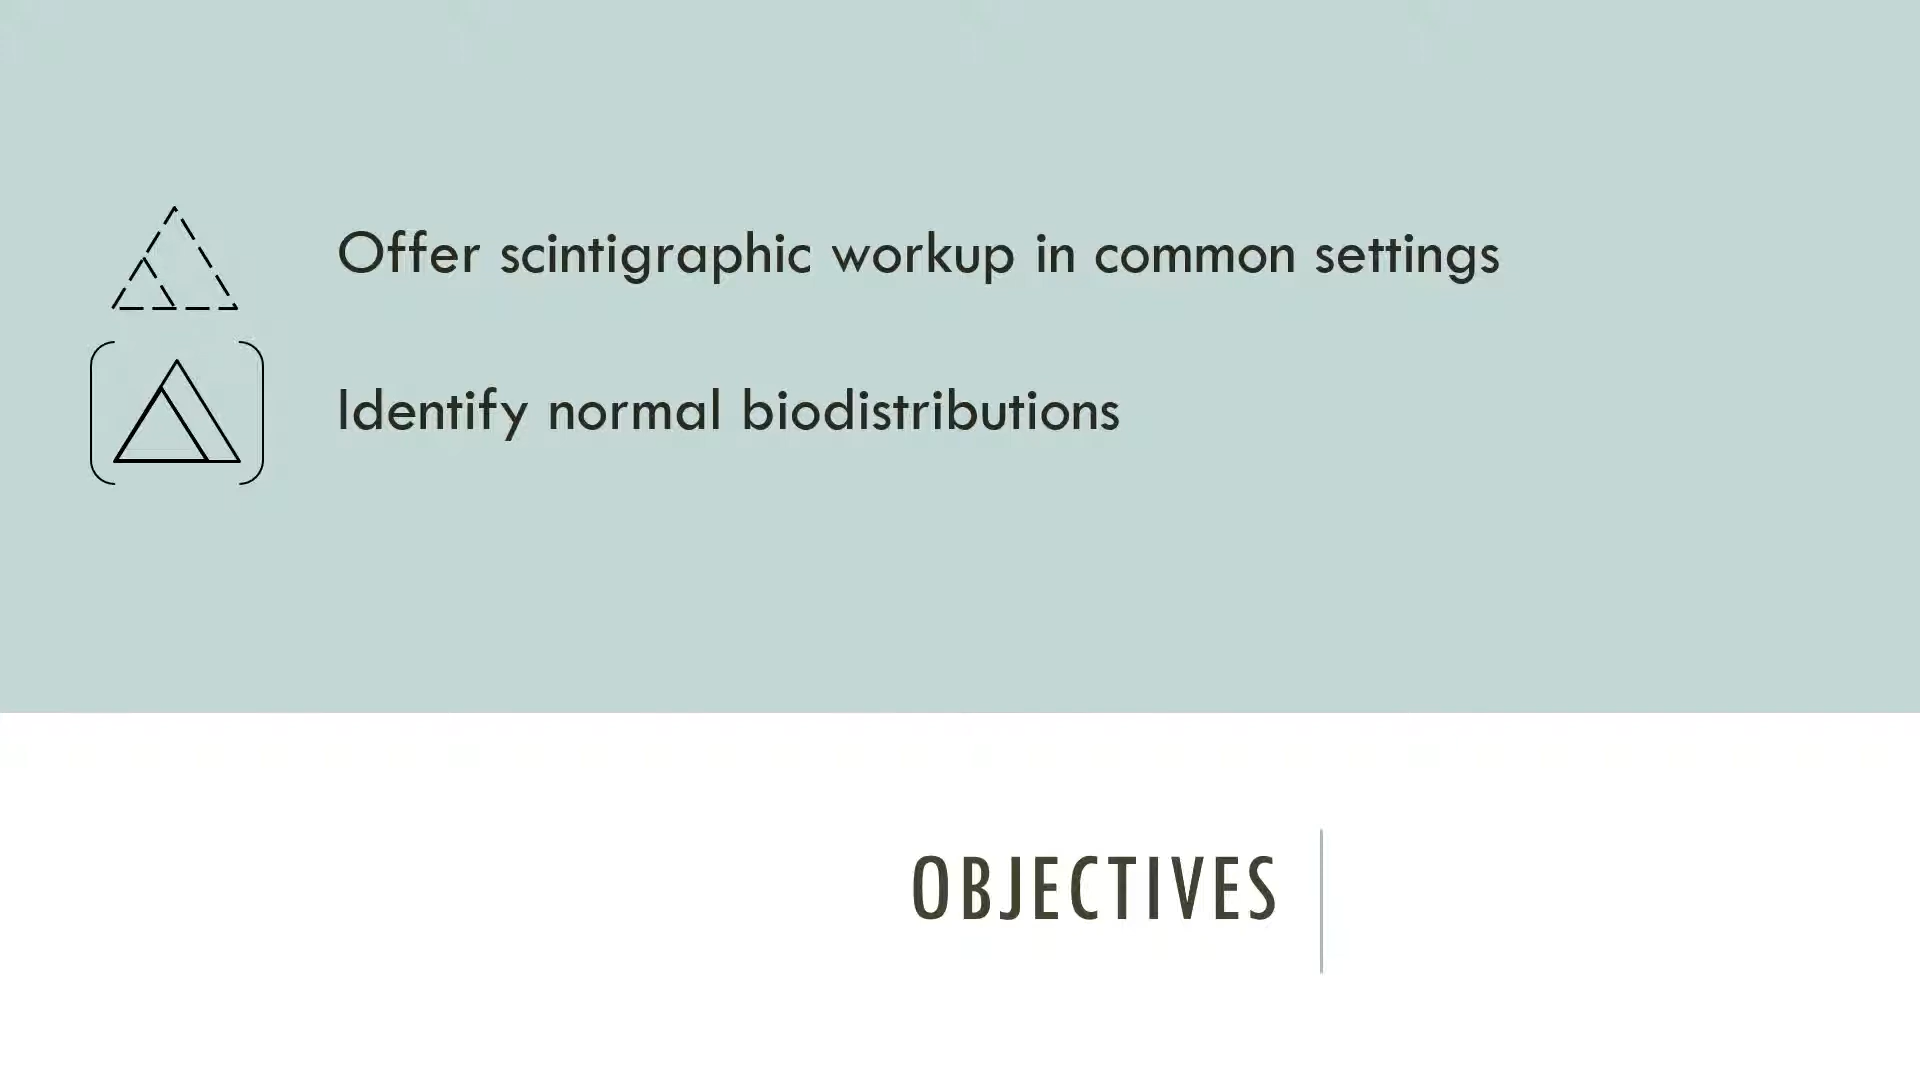 Offer scintigraphic workup in common settings
Identify normal biodistributions
OBJECTIVES